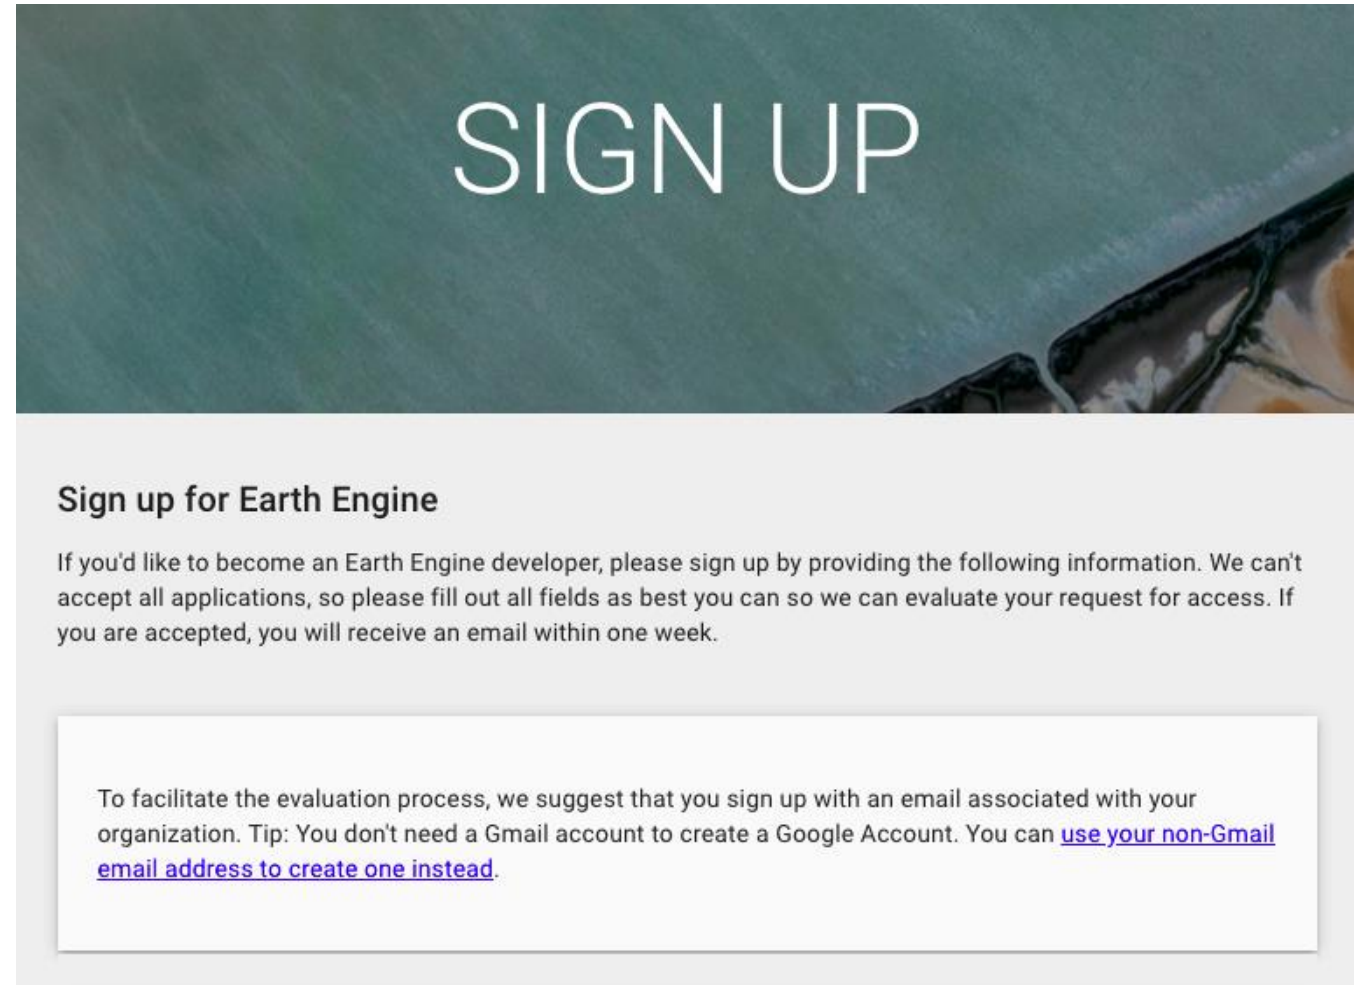 SIGN UP
Sign up for Earth Engine
If you'd like to become an Earth Engine developer, please sign up by providing the following information. We can't
accept all applications, so please fill out all fields as best you can so we can evaluate your request for access. If
you are accepted, you will receive an email within one week.
To facilitate the evaluation process, we suggest that you sign up with an email associated with your
organization. Tip: You don't need a Gmail account to create a Google Account. You can use your non-Gmail
email address to create one instead.